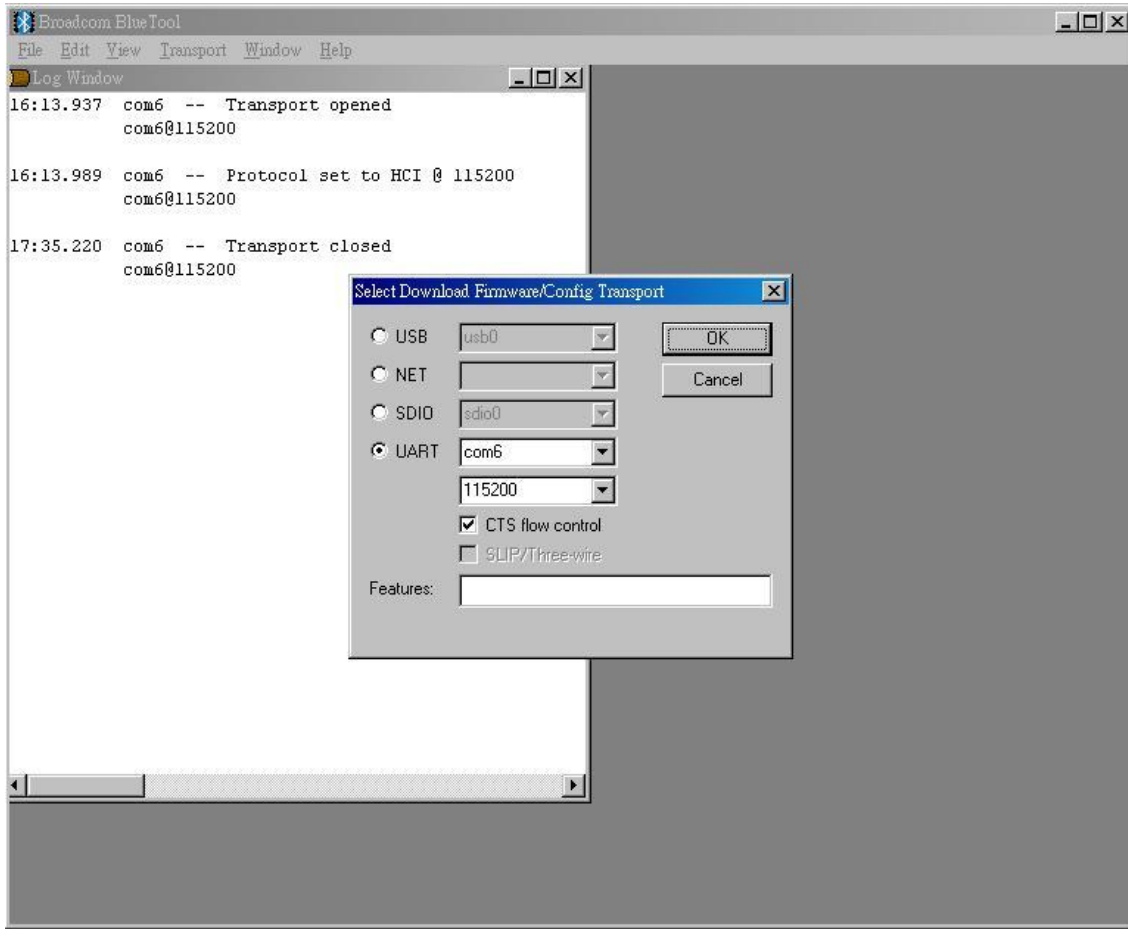 Broadcom BlueTool
File Edit View Transport Window Help
Log Window
16:13.937 com6 -- Transport opened
com6@115200
16:13.989 com6 -- Protocol set to HCI @ 115200
com6@115200
17:35.220 com6 -- Transport closed
com6@115200
Select Download Firmware/Config Transport
USB usb0 OK
NET Cancel
SDIO sdio0
UART com6
115200
CTS flow control
SLIP/Three-wire
Features: